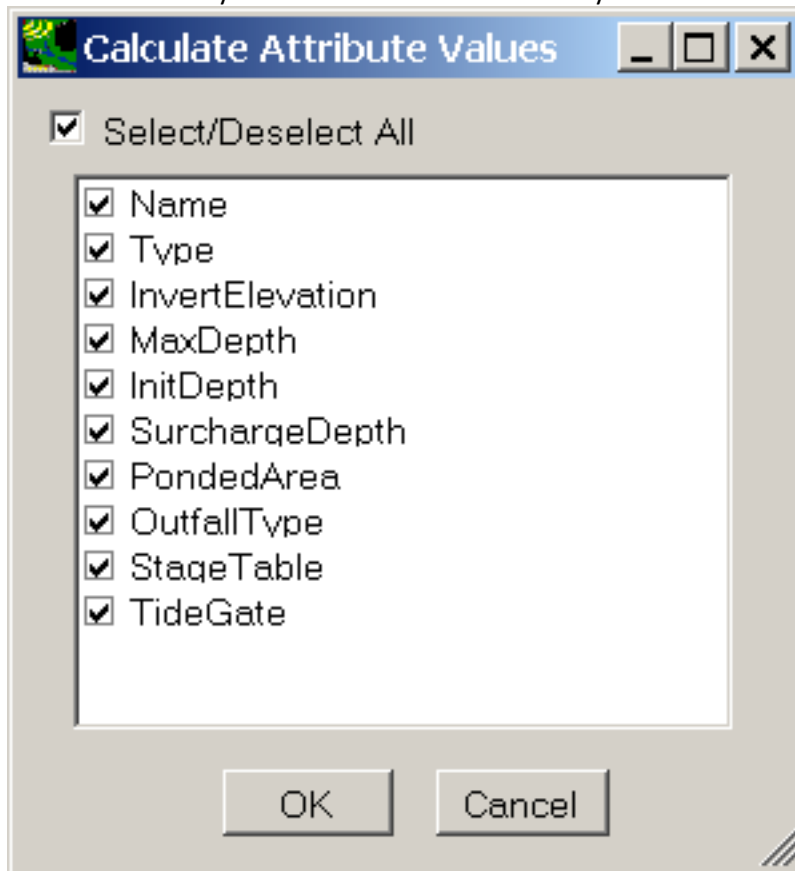 Calculate Attribute Values
Select/Deselect All
Name
Type
InvertElevation
MaxDepth
InitDepth
SurchargeDepth
PondedArea
OutfallType
StageTable
TideGate
OK Cancel